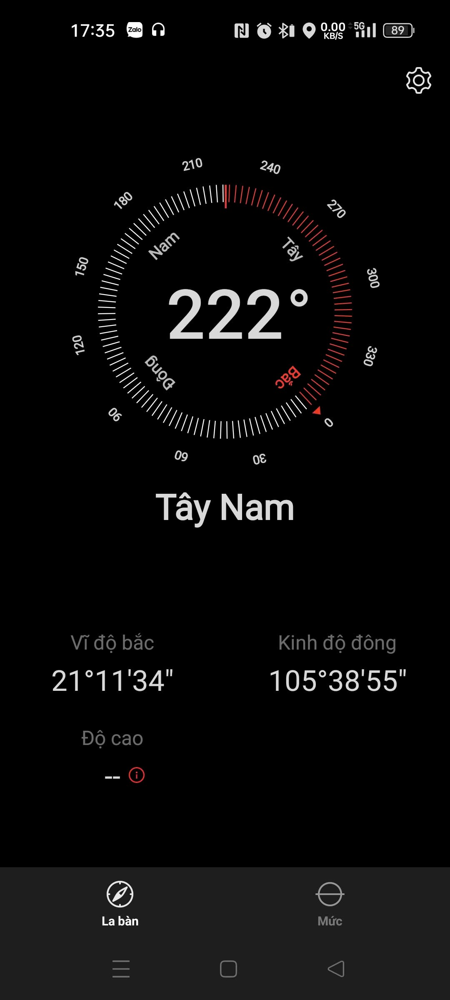 17:35 Zalo 0.00 KB/S 5G 89
210 240
180 270
Nam Tây
150 300
222°
120 330
Đông Bắc
90 0
60 30
Tây Nam
Vĩ độ bắc Kinh độ đông
21°11'34" 105°38'55"
Độ cao
--
La bàn Mức